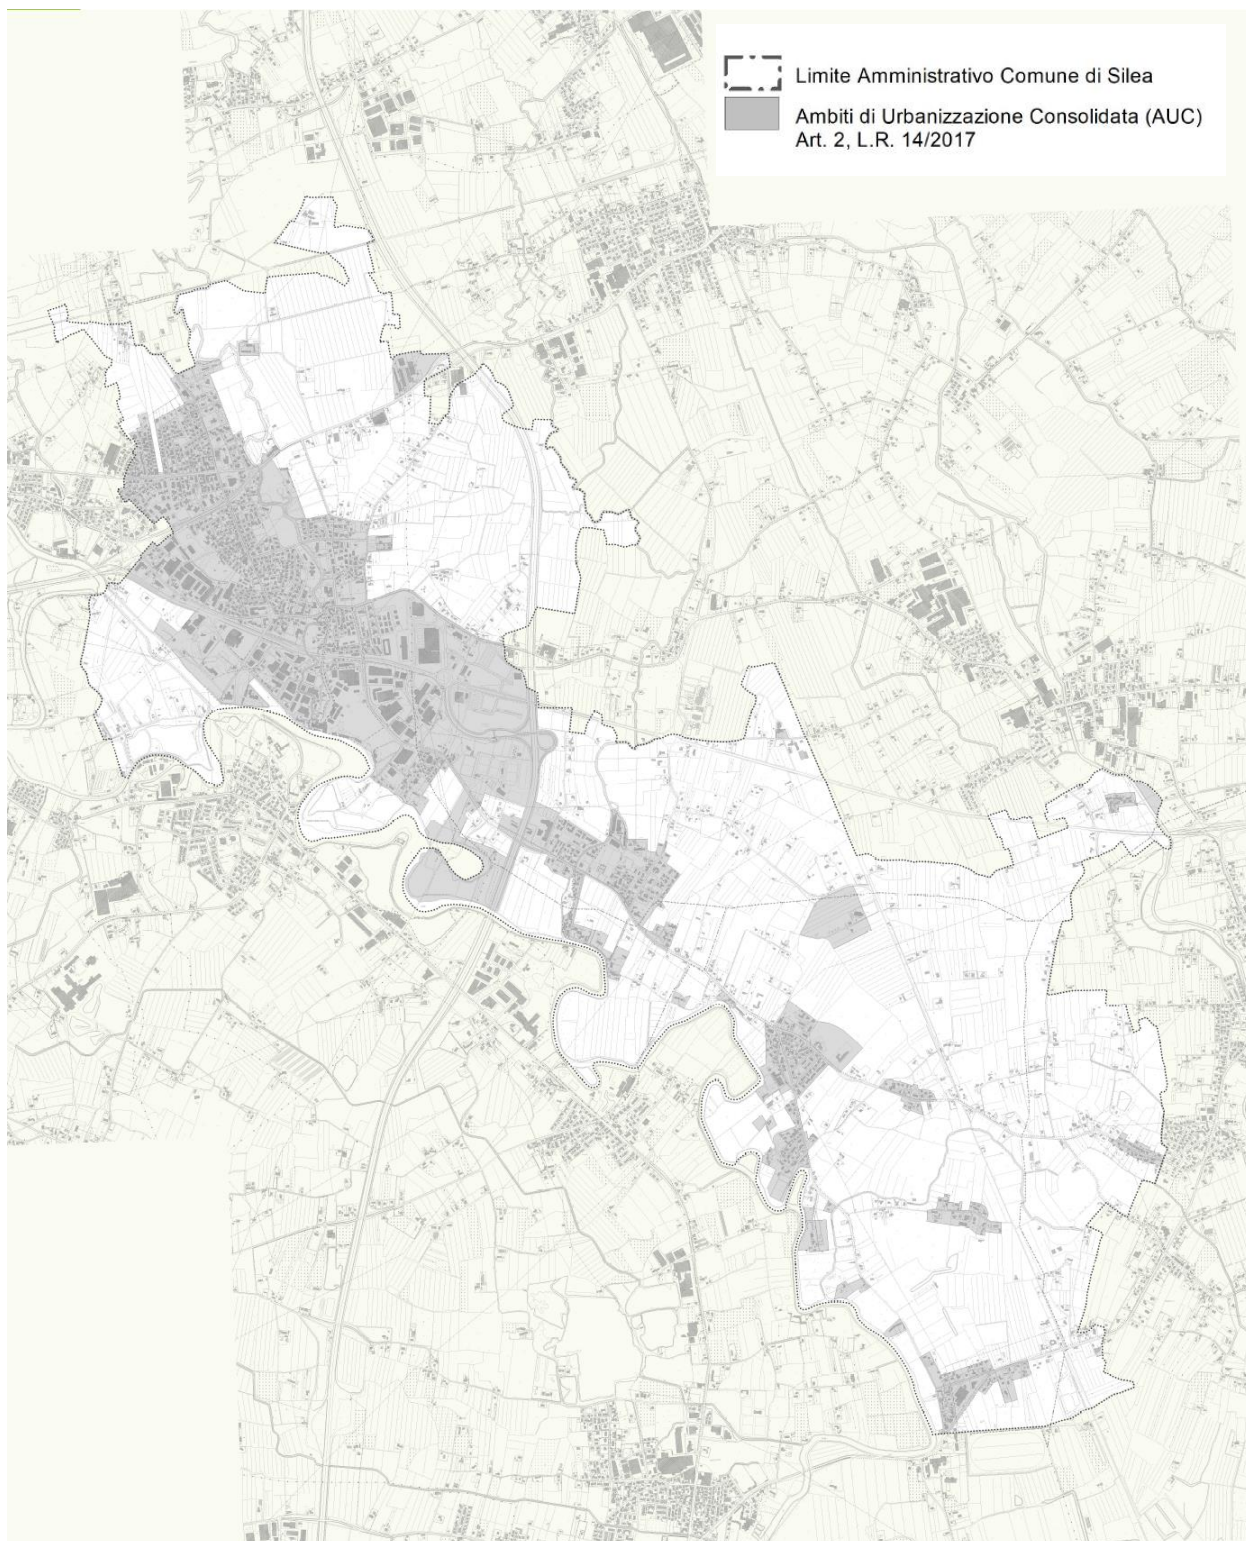 Limite Amministrativo Comune di Silea
Ambiti di Urbanizzazione Consolidata (AUC)
Art. 2, L.R. 14/2017